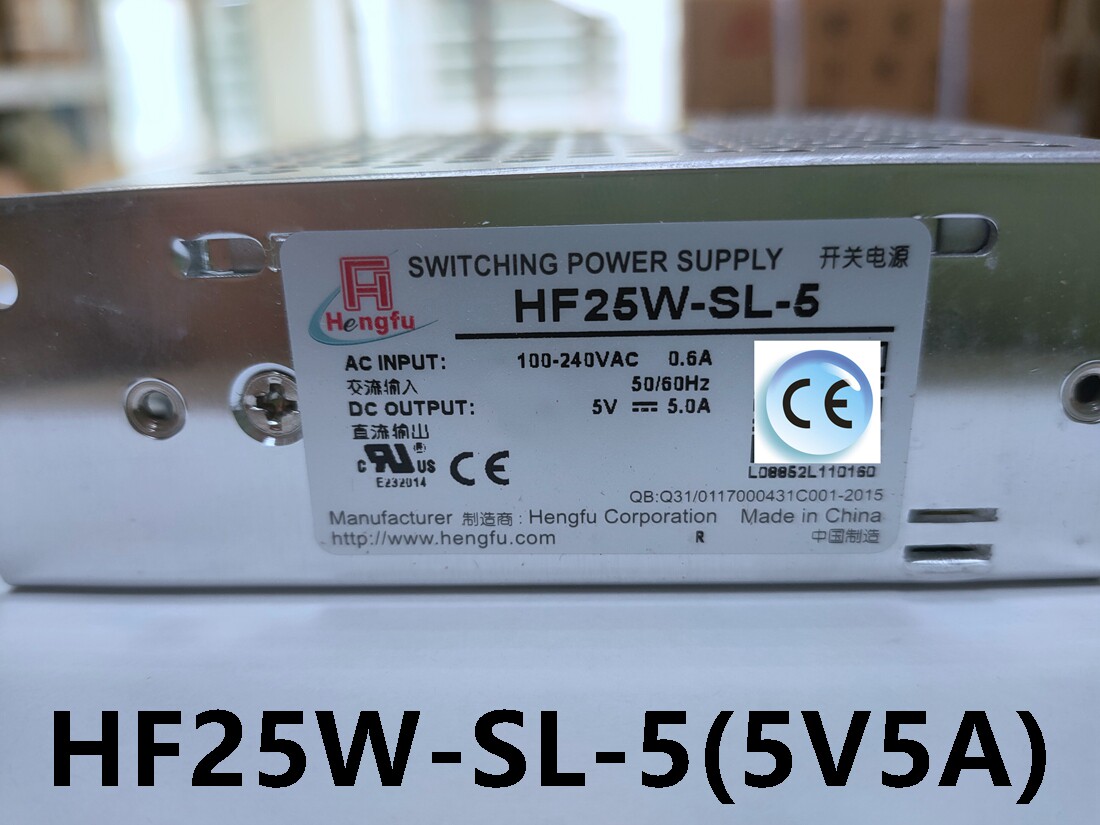 SWITCHING POWER SUPPLY 开关电源
HF25W-SL-5
Hengfu
AC INPUT: 100-240VAC 0.6A
交流输入 50/60Hz
DC OUTPUT: 5V 5.0A
直流输出
CE
c RU US ®
E232014
CE
L08852L110160
QB:Q31/0117000431C001-2015
Manufacturer 制造商: Hengfu Corporation Made in China
http://www.hengfu.com R 中国制造
HF25W-SL-5(5V5A)